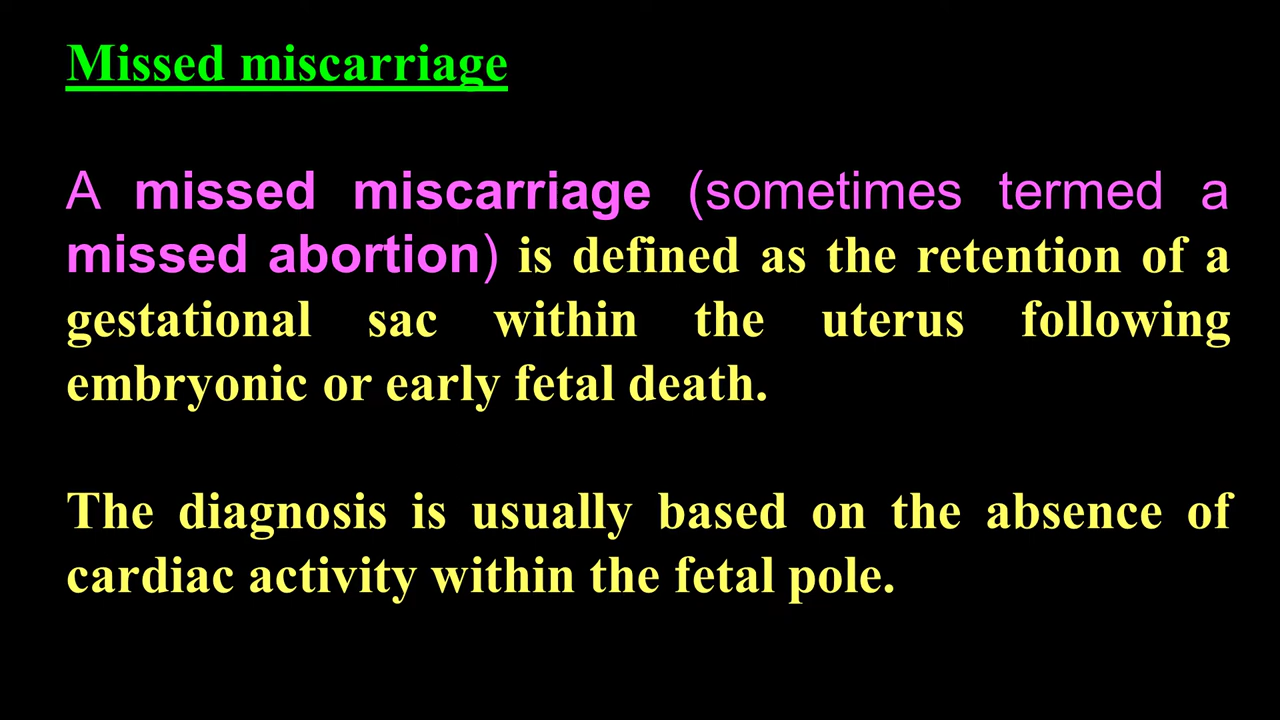 Missed miscarriage
A missed miscarriage (sometimes termed a
missed abortion) is defined as the retention of a
gestational sac within the uterus following
embryonic or early fetal death.
The diagnosis is usually based on the absence of
cardiac activity within the fetal pole.